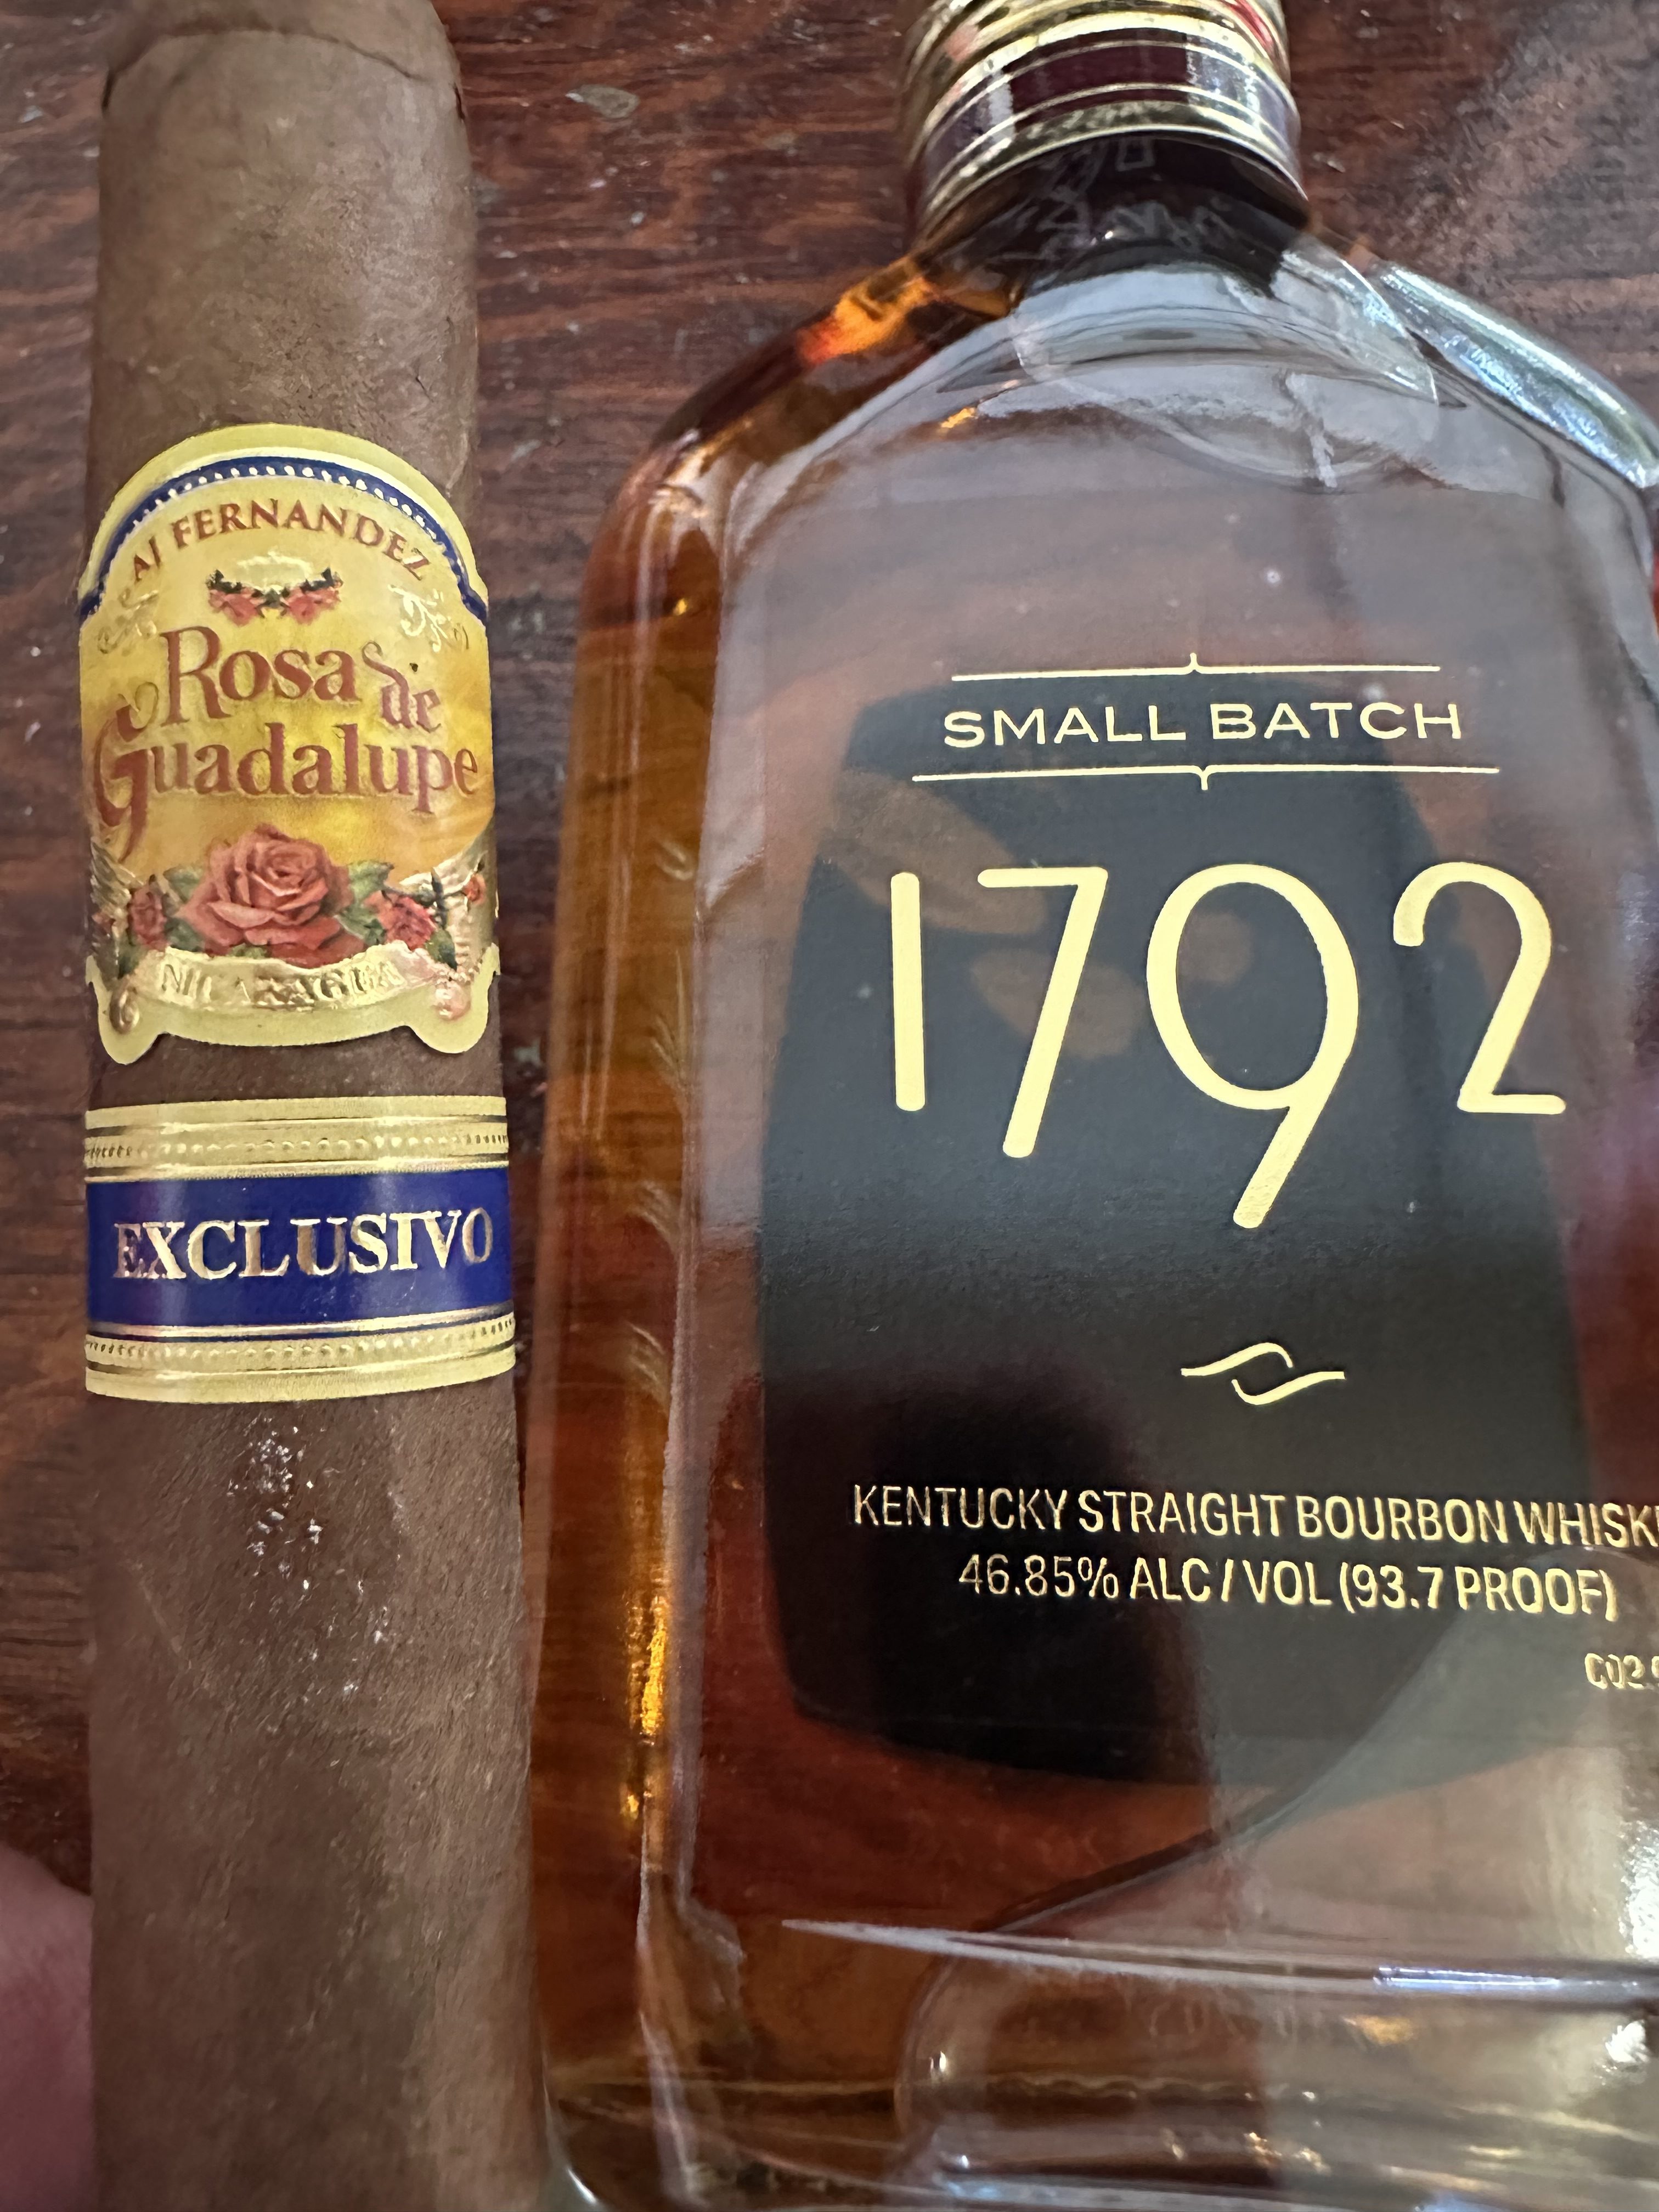 AJ FERNANDEZ
Rosa de
Guadalupe
NICARAGUA
EXCLUSIVO
SMALL BATCH
1792
KENTUCKY STRAIGHT BOURBON WHISK
46.85% ALC / VOL (93.7 PROOF)